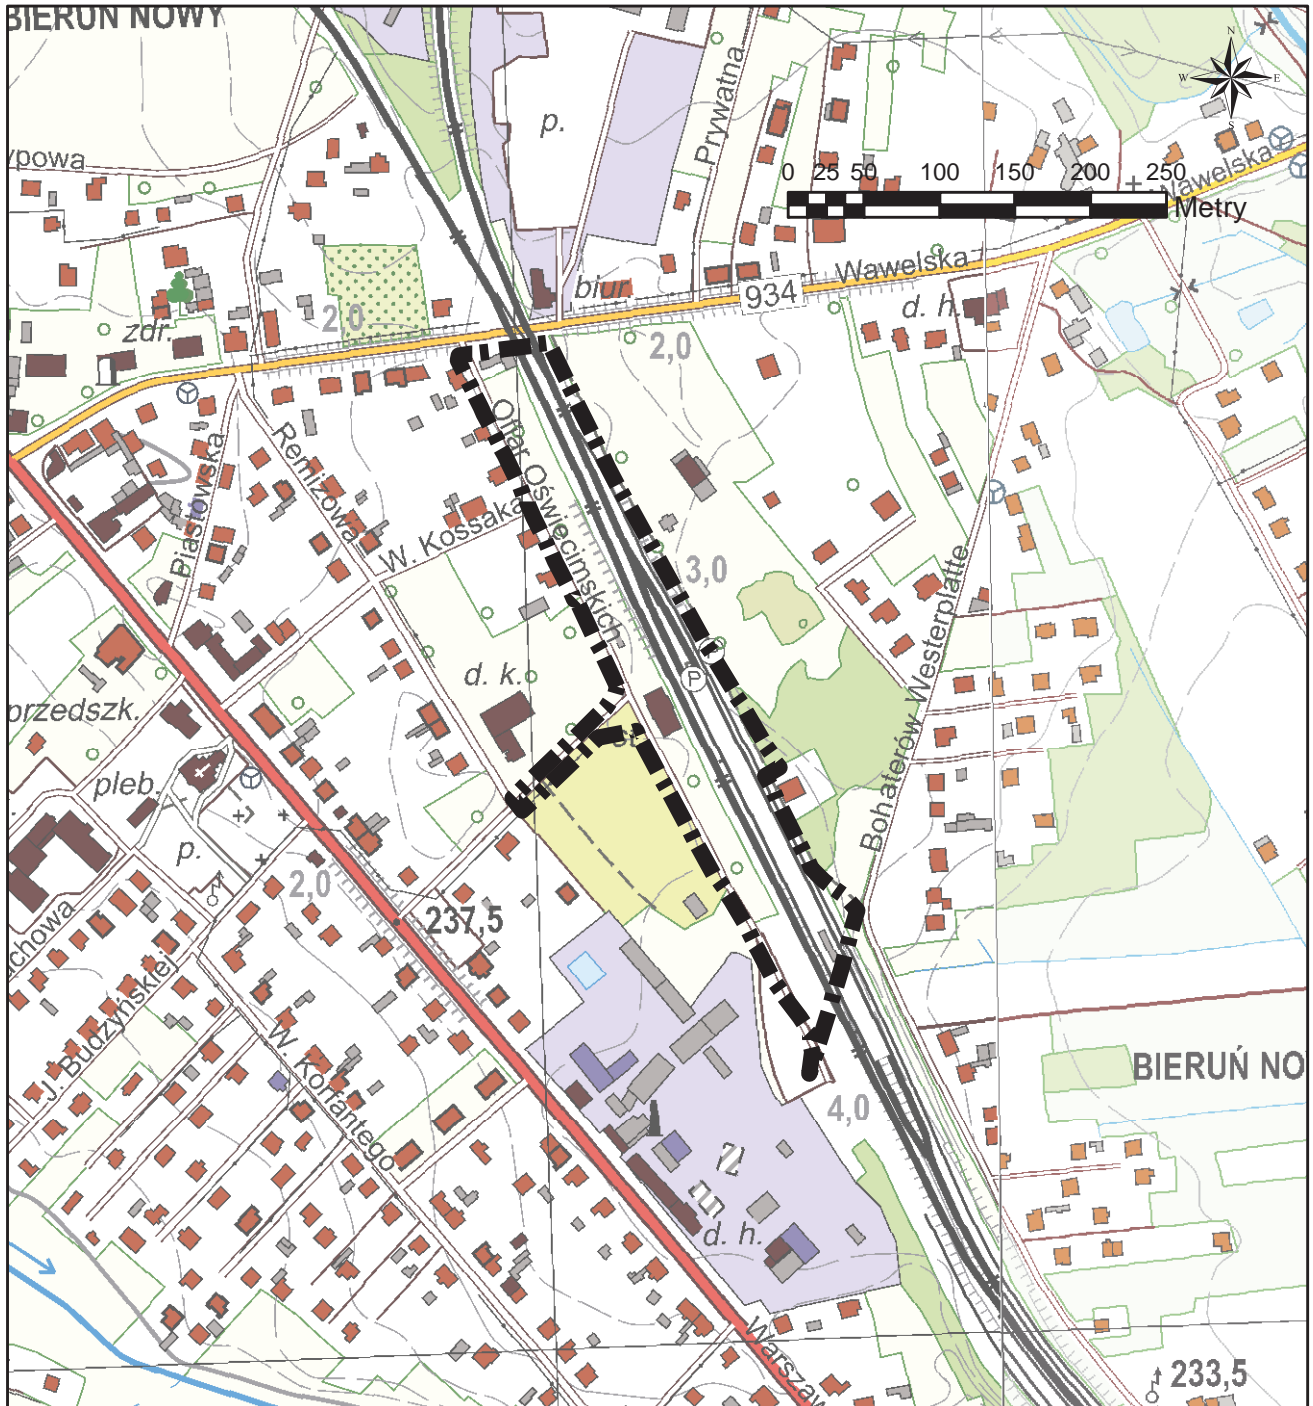 BIERUŃ NOWY
N
W
E
S
p.
Prywatna
ypowa
0 25 50 100 150 200 250
Metry
Wawelska
Wawelska
934
biur.
d. h.
2,0
2,0
zdr.
Piastowska
Remizowa
Ofiar Oświęcimskich
W. Kossaka
3,0
Bohaterów Westerplatte
P
d. k.
przedszk.
pleb.
p.
2,0
237,5
uchowa
J. Budzyńskiej
W. Korfantego
BIERUŃ NO
4,0
d. h.
Warszaw
233,5